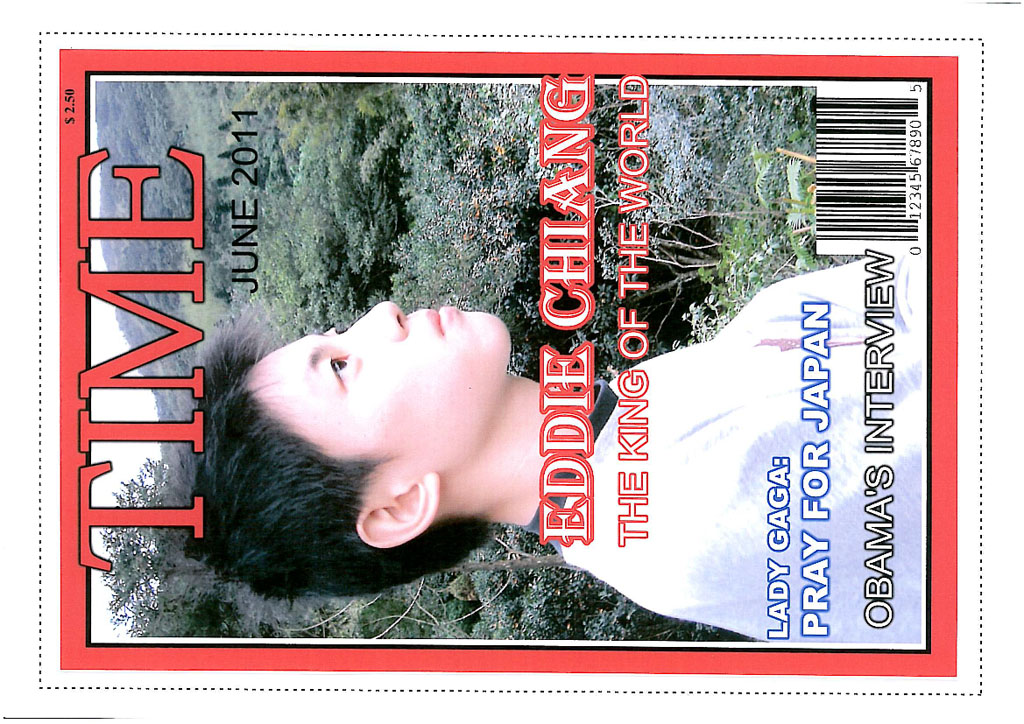 $ 2.50
TIME
JUNE 2011
EDDIE CHIANG
THE KING OF THE WORLD
LADY GAGA:
PRAY FOR JAPAN
OBAMA'S INTERVIEW
0 12345 67890 5